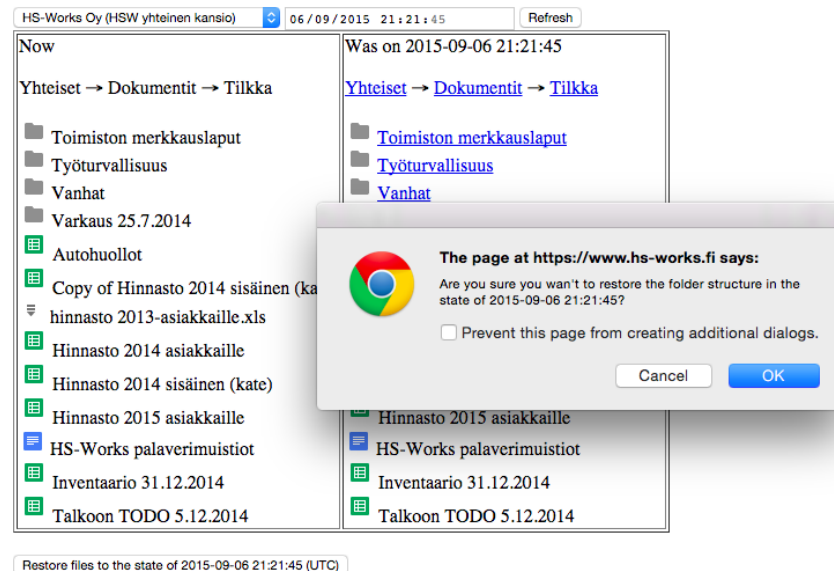 HS-Works Oy (HSW yhteinen kansio) 06/09/2015 21:21:45 Refresh
Now
Yhteiset → Dokumentit → Tilkka
Toimiston merkkauslaput
Työturvallisuus
Vanhat
Varkaus 25.7.2014
Autohuollot
Copy of Hinnasto 2014 sisäinen (ka
hinnasto 2013-asiakkaille.xls
Hinnasto 2014 asiakkaille
Hinnasto 2014 sisäinen (kate)
Hinnasto 2015 asiakkaille
HS-Works palaverimuistiot
Inventaario 31.12.2014
Talkoon TODO 5.12.2014
Was on 2015-09-06 21:21:45
Yhteiset → Dokumentit → Tilkka
Toimiston merkkauslaput
Työturvallisuus
Vanhat
Hinnasto 2015 asiakkaille
HS-Works palaverimuistiot
Inventaario 31.12.2014
Talkoon TODO 5.12.2014
The page at https://www.hs-works.fi says:
Are you sure you wan't to restore the folder structure in the
state of 2015-09-06 21:21:45?
Prevent this page from creating additional dialogs.
Cancel OK
Restore files to the state of 2015-09-06 21:21:45 (UTC)